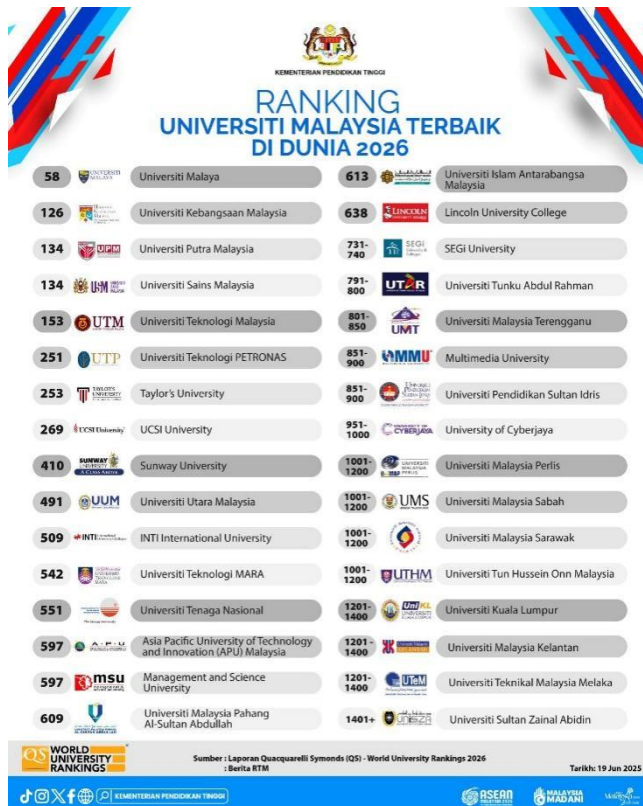 KEMENTERIAN PENDIDIKAN TINGGI
RANKING
UNIVERSITI MALAYSIA TERBAIK
DI DUNIA 2026
58 UNIVERSITI MALAYA Universiti Malaya
126 Universiti Kebangsaan Malaysia
134 UPM Universiti Putra Malaysia
134 USM Universiti Sains Malaysia
153 UTM Universiti Teknologi Malaysia
251 UTP Universiti Teknologi PETRONAS
253 TAYLOR'S UNIVERSITY Taylor's University
269 UCSI University UCSI University
410 SUNWAY UNIVERSITY Sunway University
491 UUM Universiti Utara Malaysia
509 INTI INTI International University
542 Universiti Teknologi MARA
551 Universiti Tenaga Nasional
597 A·P·U Asia Pacific University of Technology
and Innovation (APU) Malaysia
597 msu Management and Science
University
609 Universiti Malaysia Pahang
Al-Sultan Abdullah
613 Universiti Islam Antarabangsa
Malaysia
638 LINCOLN Lincoln University College
731-
740 SEGi SEGi University
791-
800 UTAR Universiti Tunku Abdul Rahman
801-
850 UMT Universiti Malaysia Terengganu
851-
900 MMU Multimedia University
851-
900 Universiti Pendidikan Sultan Idris
951-
1000 CYBERJAYA University of Cyberjaya
1001-
1200 Universiti Malaysia Perlis
1001-
1200 UMS Universiti Malaysia Sabah
1001-
1200 Universiti Malaysia Sarawak
1001-
1200 UTHM Universiti Tun Hussein Onn Malaysia
1201-
1400 UniKL Universiti Kuala Lumpur
1201-
1400 Universiti Malaysia Kelantan
1201-
1400 UTeM Universiti Teknikal Malaysia Melaka
1401+ UniSZA Universiti Sultan Zainal Abidin
QS WORLD
UNIVERSITY
RANKINGS
Sumber : Laporan Quacquarelli Symonds (QS) - World University Rankings 2026
: Berita RTM
Tarikh: 19 Jun 2025
KEMENTERIAN PENDIDIKAN TINGGI
ASEAN
MALAYSIA
MADANI